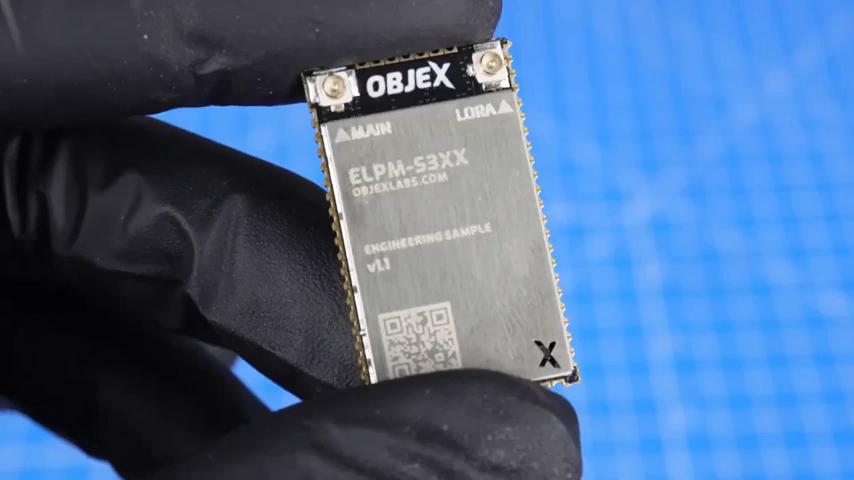 OBJEX
MAIN
LORA
ELPM-S3XX
OBJEXLABS.COM
ENGINEERING SAMPLE
v1.1
X